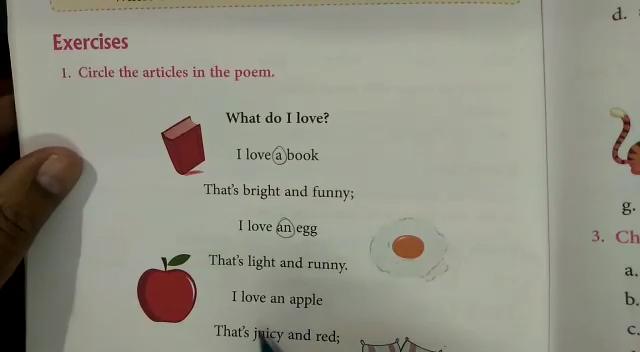 Exercises
1. Circle the articles in the poem.
What do I love?
I love a book
That's bright and funny;
I love an egg
That's light and runny.
I love an apple
That's juicy and red;
d.
g.
3. Ch
a.
b.
c.